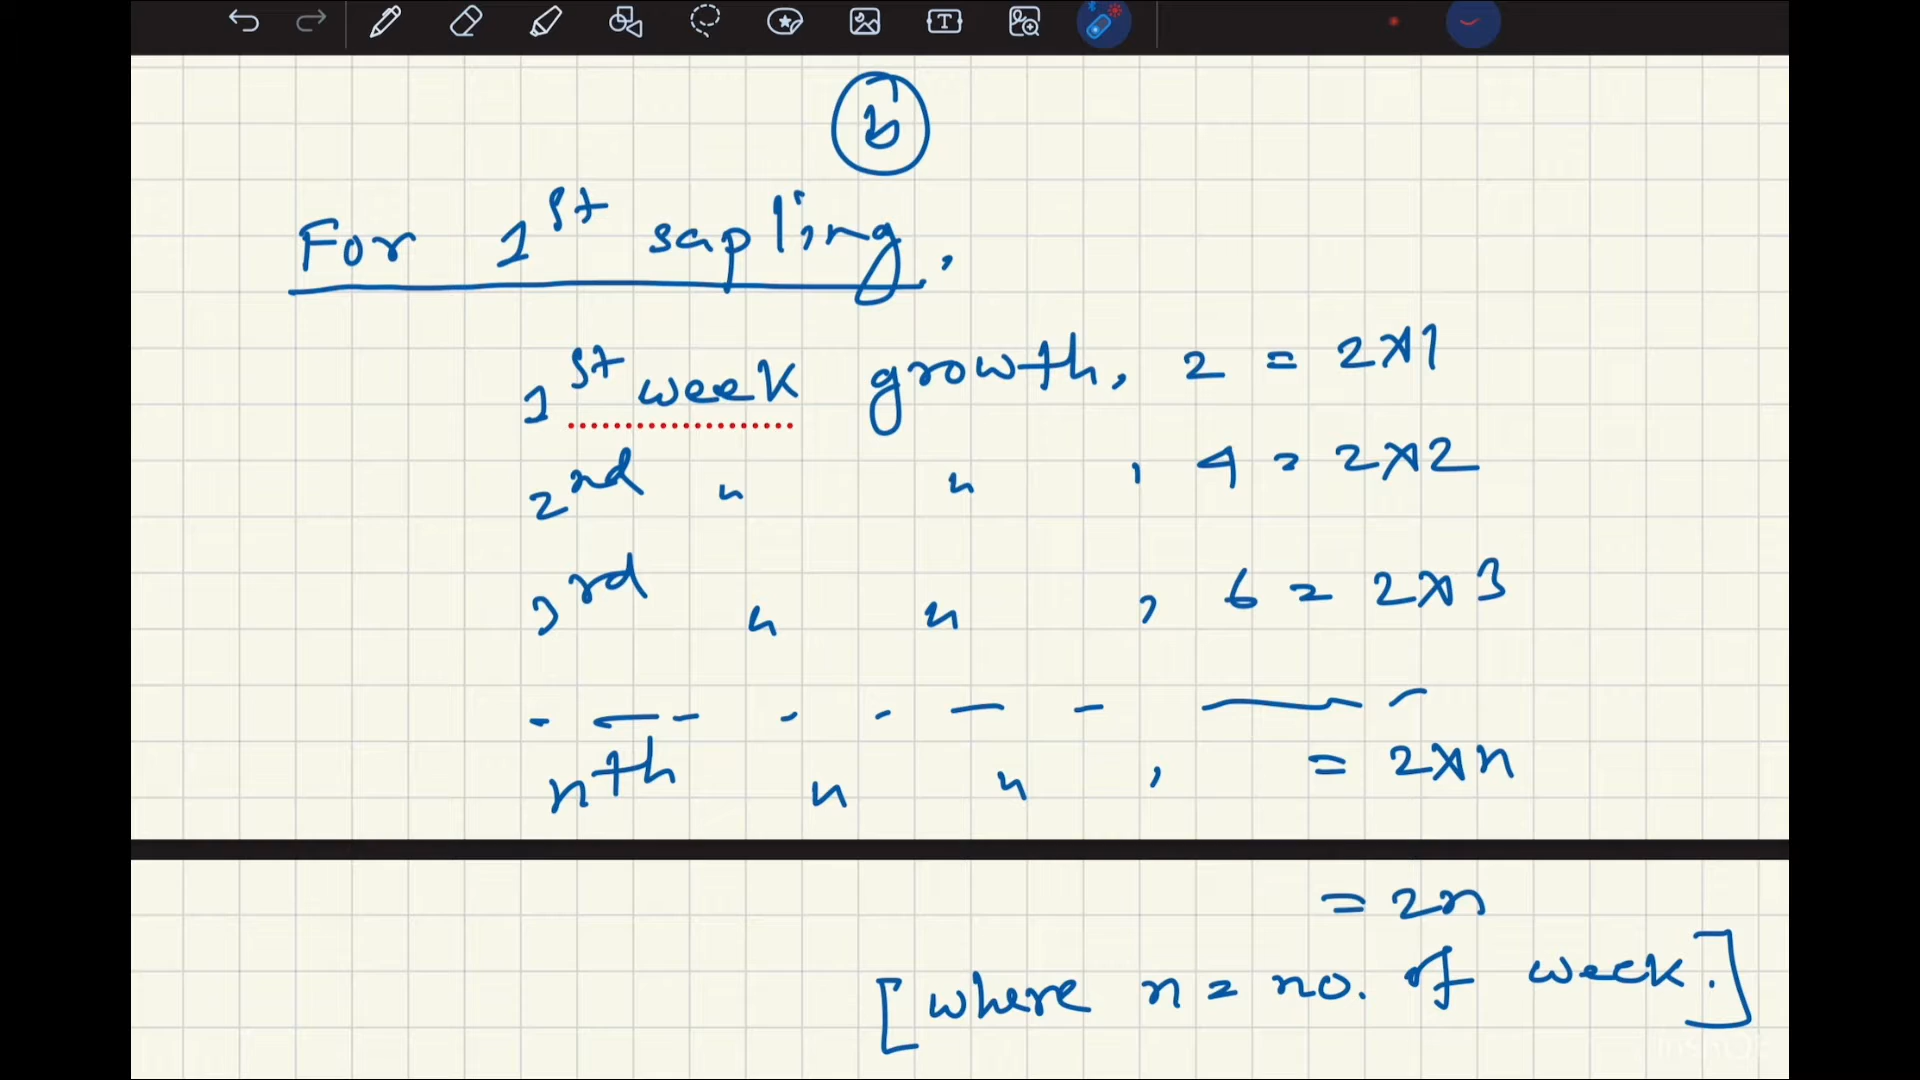 b
For 1st sapling,
1st week growth, 2 = 2×1
2nd " " , 4 = 2×2
3rd " " , 6 = 2×3
- — - - - — - — -
nth " " , = 2×n
= 2n
[where n = no. of week.]